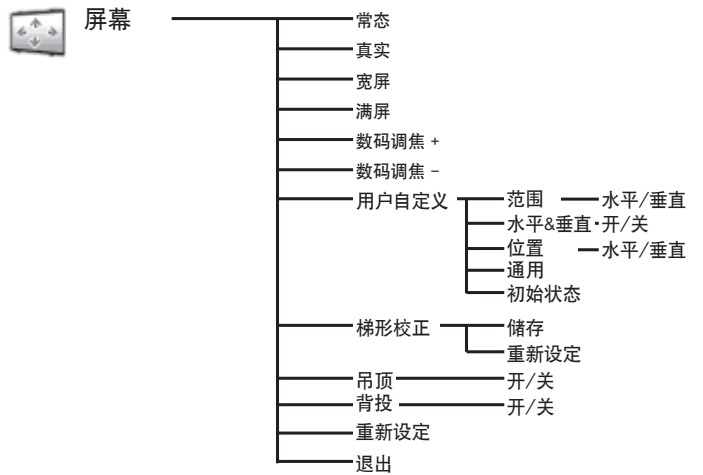 屏幕
常态
真实
宽屏
满屏
数码调焦 +
数码调焦 -
用户自定义
范围 水平/垂直
水平&垂直 开/关
位置 水平/垂直
通用
初始状态
梯形校正 储存
重新设定
吊顶 开/关
背投 开/关
重新设定
退出